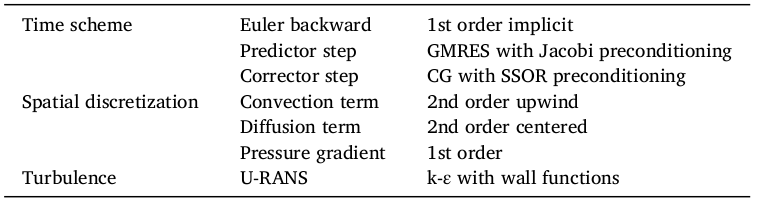 Time scheme Euler backward 1st order implicit
Predictor step GMRES with Jacobi preconditioning
Corrector step CG with SSOR preconditioning
Spatial discretization Convection term 2nd order upwind
Diffusion term 2nd order centered
Pressure gradient 1st order
Turbulence U-RANS k-ε with wall functions